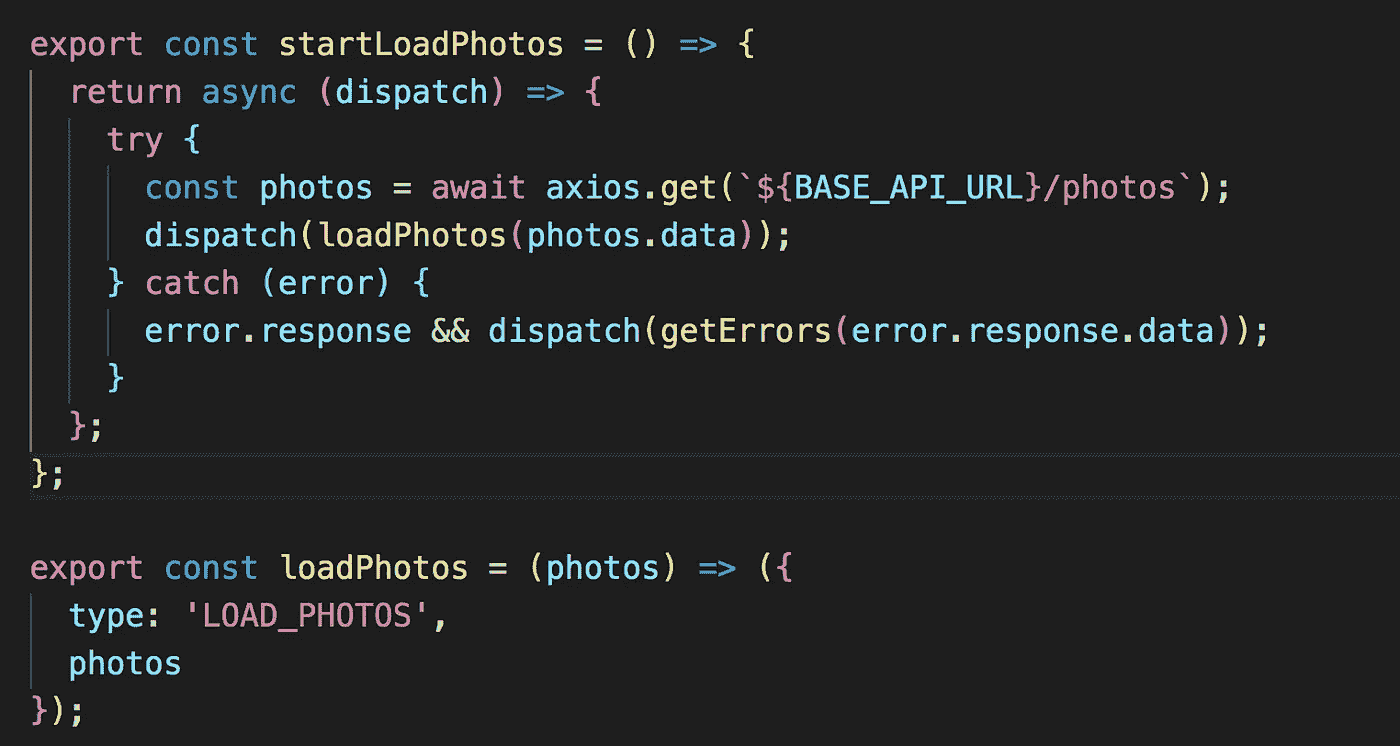 export const startLoadPhotos = () => {
  return async (dispatch) => {
    try {
      const photos = await axios.get(`${BASE_API_URL}/photos`);
      dispatch(loadPhotos(photos.data));
    } catch (error) {
      error.response && dispatch(getErrors(error.response.data));
    }
  };
};

export const loadPhotos = (photos) => ({
  type: 'LOAD_PHOTOS',
  photos
});